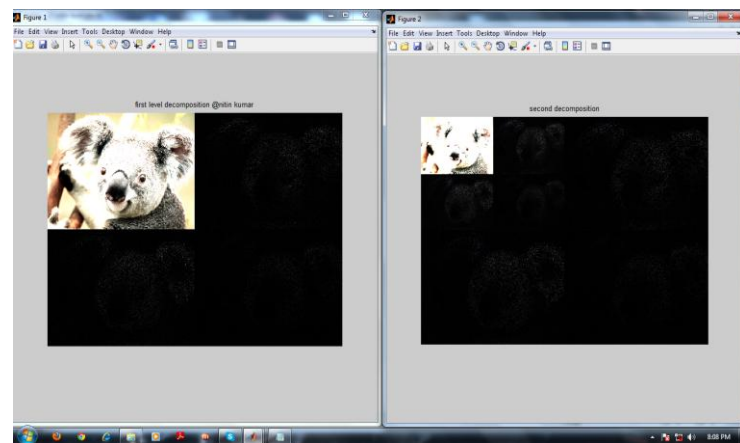 Figure 1
File Edit View Insert Tools Desktop Window Help
first level decomposition @nitin kumar
Figure 2
File Edit View Insert Tools Desktop Window Help
second decomposition
8:08 PM